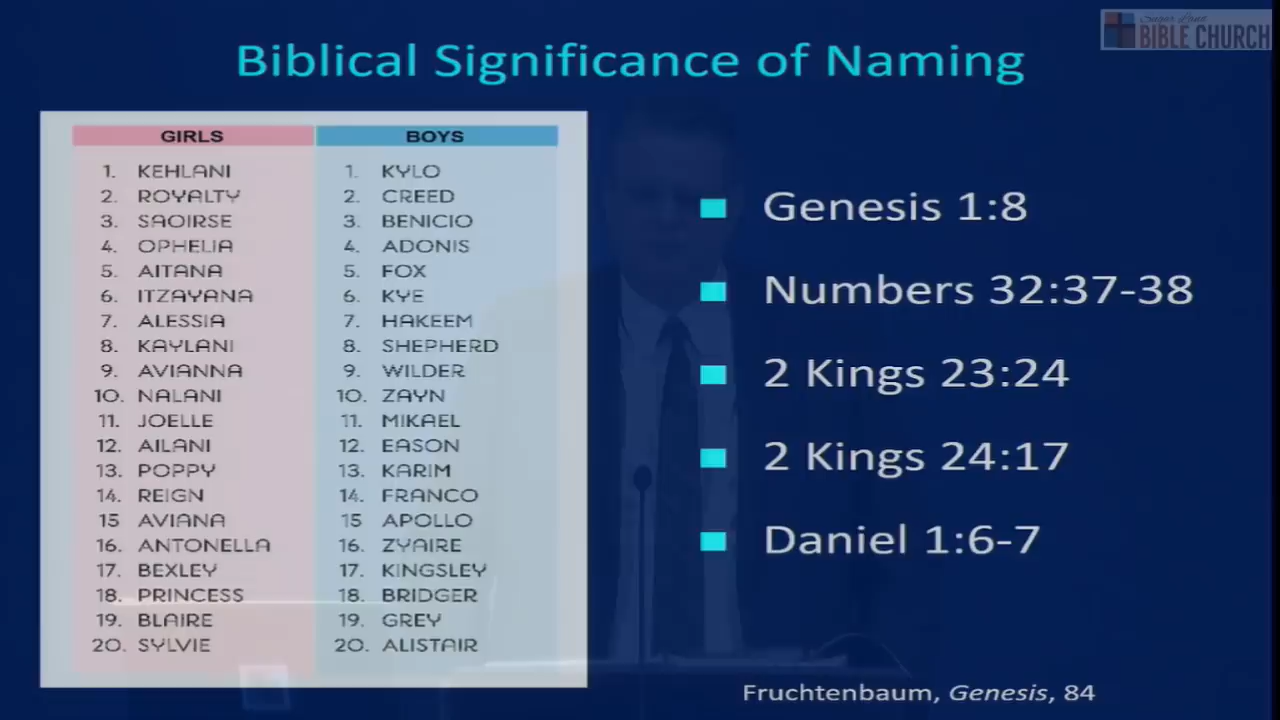 Sugar Land
BIBLE CHURCH
Biblical Significance of Naming
GIRLS
1. KEHLANI
2. ROYALTY
3. SAOIRSE
4. OPHELIA
5. AITANA
6. ITZAYANA
7. ALESSIA
8. KAYLANI
9. AVIANNA
10. NALANI
11. JOELLE
12. AILANI
13. POPPY
14. REIGN
15 AVIANA
16. ANTONELLA
17. BEXLEY
18. PRINCESS
19. BLAIRE
20. SYLVIE
BOYS
1. KYLO
2. CREED
3. BENICIO
4. ADONIS
5. FOX
6. KYE
7. HAKEEM
8. SHEPHERD
9. WILDER
10. ZAYN
11. MIKAEL
12. EASON
13. KARIM
14. FRANCO
15 APOLLO
16. ZYAIRE
17. KINGSLEY
18. BRIDGER
19. GREY
20. ALISTAIR
Genesis 1:8
Numbers 32:37-38
2 Kings 23:24
2 Kings 24:17
Daniel 1:6-7
Fruchtenbaum, Genesis, 84